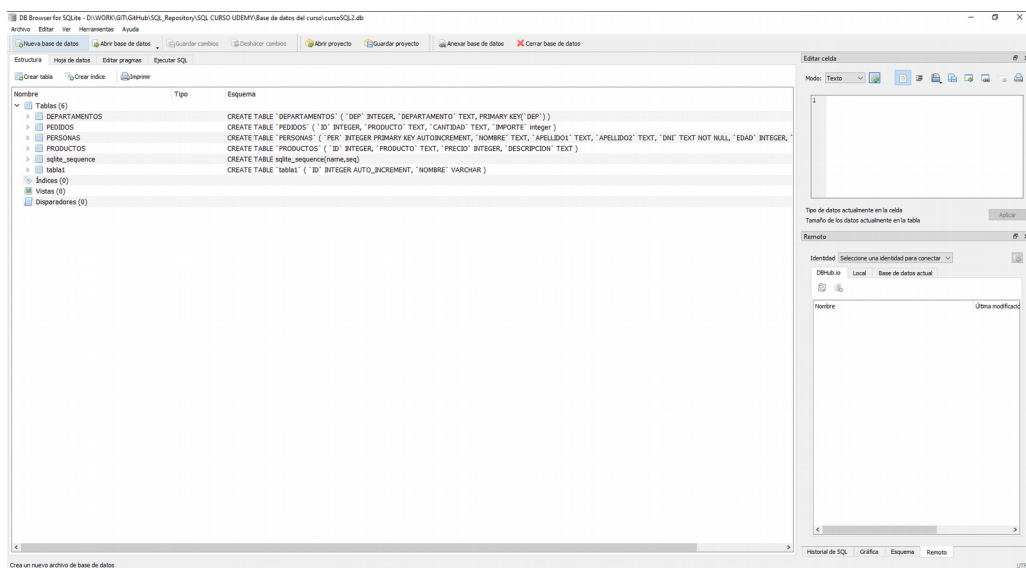 DB Browser for SQLite - D:\WORK\GIT\GitHub\SQL_Repository\SQL CURSO UDEMY\Base de datos del curso\cursoSQL2.db
Archivo Editar Ver Herramientas Ayuda
Nueva base de datos Abrir base de datos Guardar cambios Deshacer cambios Abrir proyecto Guardar proyecto Anexar base de datos Cerrar base de datos
Estructura Hoja de datos Editar pragmas Ejecutar SQL
Crear tabla Crear índice Imprimir
Nombre Tipo Esquema
Tablas (6)
DEPARTAMENTOS CREATE TABLE `DEPARTAMENTOS` ( `DEP` INTEGER, `DEPARTAMENTO` TEXT, PRIMARY KEY(`DEP`) )
PEDIDOS CREATE TABLE `PEDIDOS` ( `ID` INTEGER, `PRODUCTO` TEXT, `CANTIDAD` TEXT, `IMPORTE` integer )
PERSONAS CREATE TABLE `PERSONAS` ( `PER` INTEGER PRIMARY KEY AUTOINCREMENT, `NOMBRE` TEXT, `APELLIDO1` TEXT, `APELLIDO2` TEXT, `DNI` TEXT NOT NULL, `EDAD` INTEGER, `
PRODUCTOS CREATE TABLE `PRODUCTOS` ( `ID` INTEGER, `PRODUCTO` TEXT, `PRECIO` INTEGER, `DESCRIPCION` TEXT )
sqlite_sequence CREATE TABLE sqlite_sequence(name,seq)
tabla1 CREATE TABLE `tabla1` ( `ID` INTEGER AUTO_INCREMENT, `NOMBRE` VARCHAR )
Índices (0)
Vistas (0)
Disparadores (0)
Editar celda
Modo: Texto
1
Tipo de datos actualmente en la celda
Tamaño de los datos actualmente en la tabla
Aplicar
Remoto
Identidad Seleccione una identidad para conectar
DBHub.io Local Base de datos actual
Nombre Última modificació
Historial de SQL Gráfica Esquema Remoto
Crea un nuevo archivo de base de datos
UTF